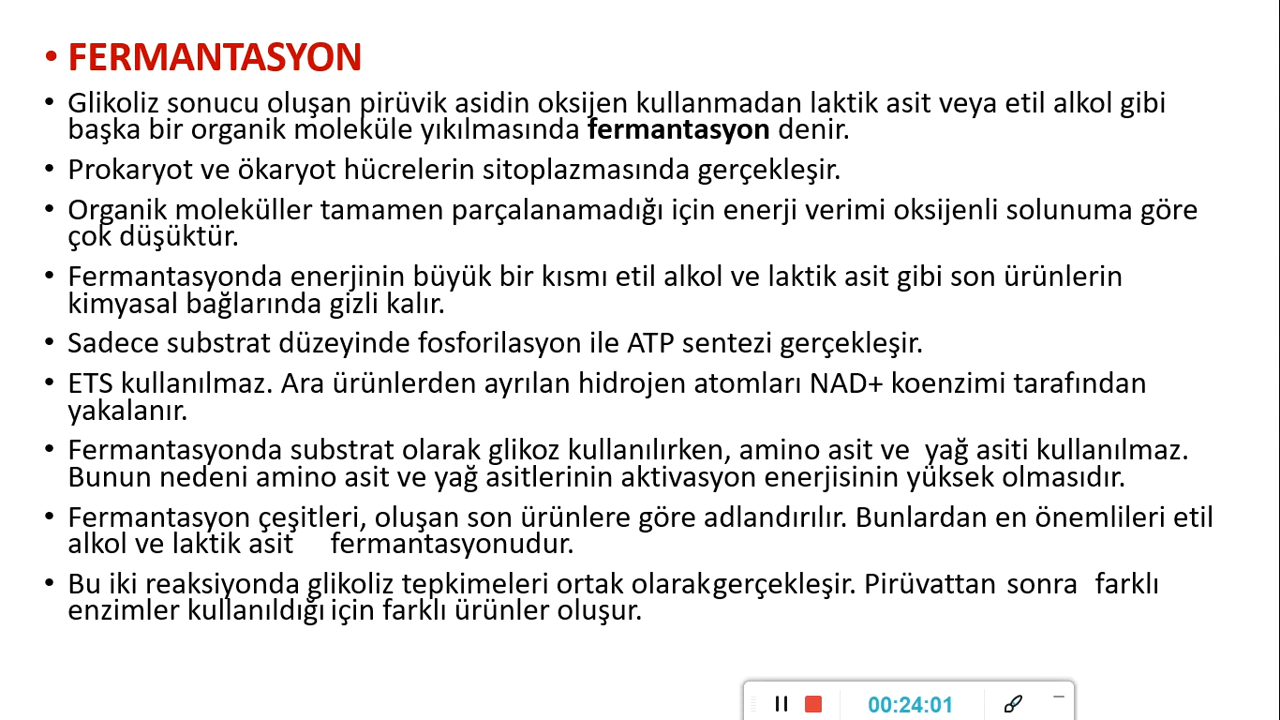 • FERMANTASYON
• Glikoliz sonucu oluşan pirüvik asidin oksijen kullanmadan laktik asit veya etil alkol gibi
başka bir organik moleküle yıkılmasında fermantasyon denir.
• Prokaryot ve ökaryot hücrelerin sitoplazmasında gerçekleşir.
• Organik moleküller tamamen parçalanamadığı için enerji verimi oksijenli solunuma göre
çok düşüktür.
• Fermantasyonda enerjinin büyük bir kısmı etil alkol ve laktik asit gibi son ürünlerin
kimyasal bağlarında gizli kalır.
• Sadece substrat düzeyinde fosforilasyon ile ATP sentezi gerçekleşir.
• ETS kullanılmaz. Ara ürünlerden ayrılan hidrojen atomları NAD+ koenzimi tarafından
yakalanır.
• Fermantasyonda substrat olarak glikoz kullanılırken, amino asit ve yağ asiti kullanılmaz.
Bunun nedeni amino asit ve yağ asitlerinin aktivasyon enerjisinin yüksek olmasıdır.
• Fermantasyon çeşitleri, oluşan son ürünlere göre adlandırılır. Bunlardan en önemlileri etil
alkol ve laktik asit fermantasyonudur.
• Bu iki reaksiyonda glikoliz tepkimeleri ortak olarakgerçekleşir. Pirüvattan sonra farklı
enzimler kullanıldığı için farklı ürünler oluşur.
00:24:01